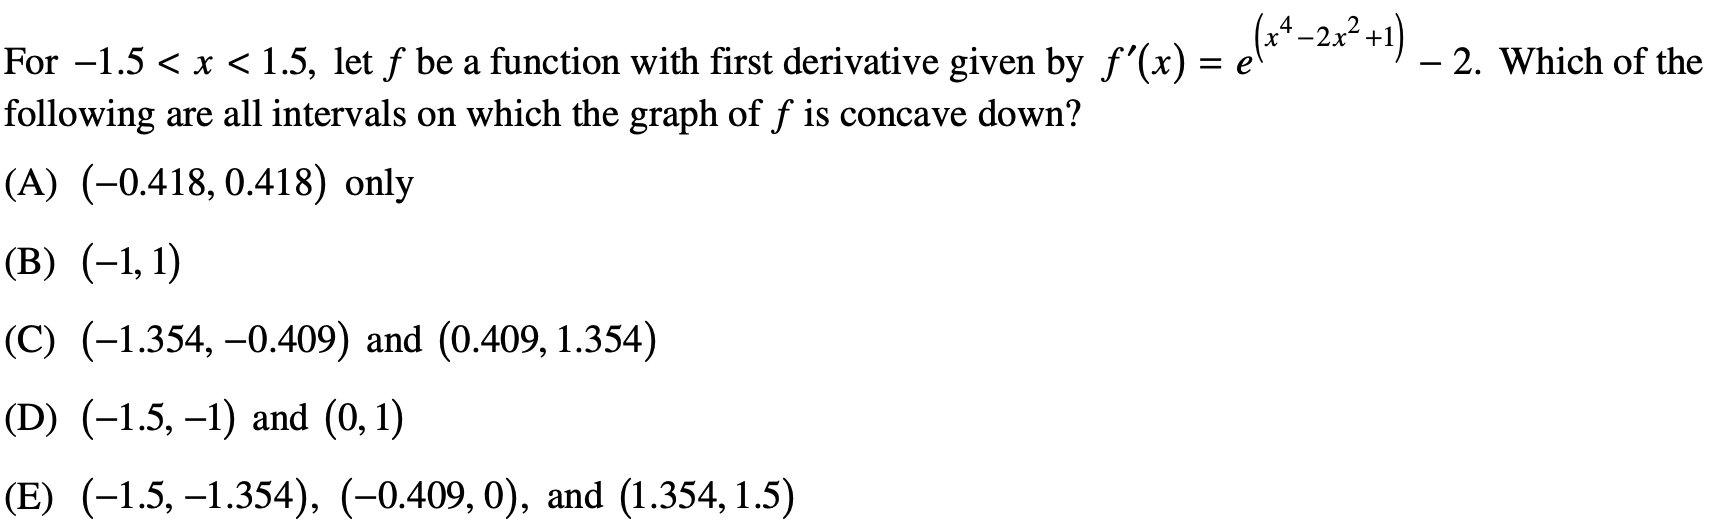 For −1.5 < x < 1.5, let f be a function with first derivative given by f′(x) = e^(x⁴−2x²+1) − 2. Which of the
following are all intervals on which the graph of f is concave down?
(A) (−0.418, 0.418) only
(B) (−1, 1)
(C) (−1.354, −0.409) and (0.409, 1.354)
(D) (−1.5, −1) and (0, 1)
(E) (−1.5, −1.354), (−0.409, 0), and (1.354, 1.5)